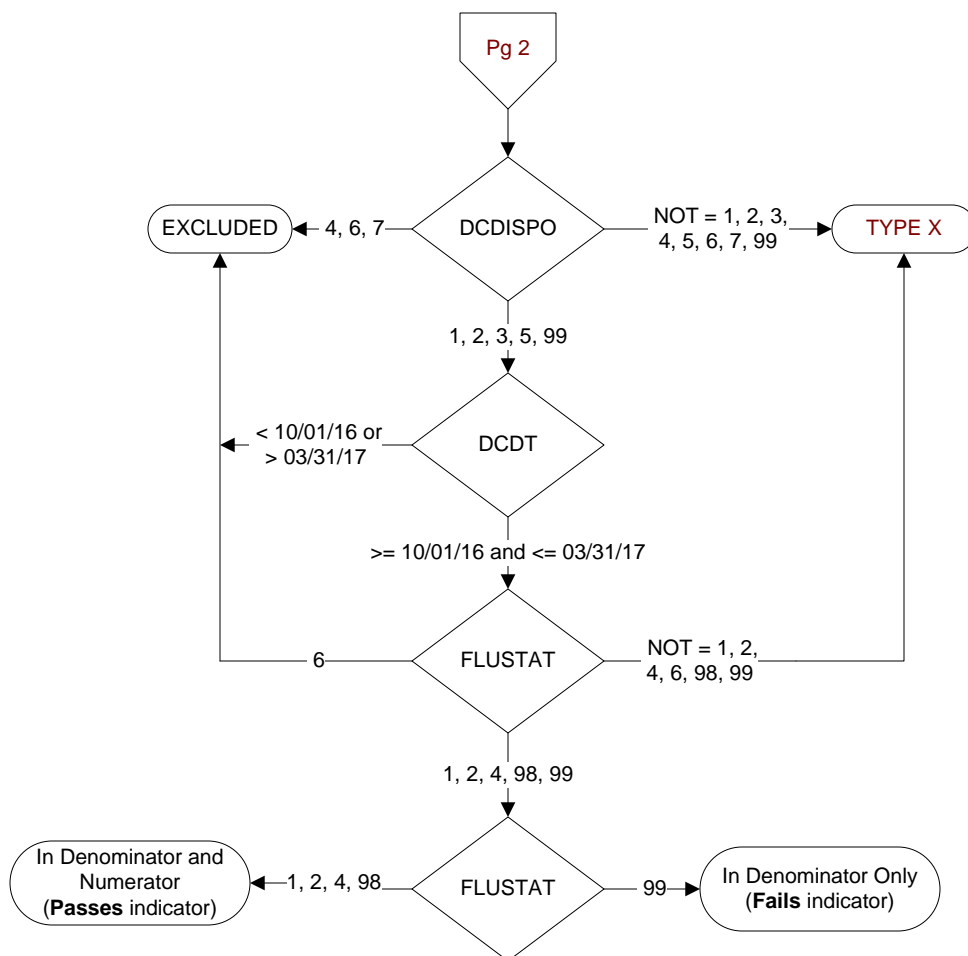 Pg 2
EXCLUDED
4, 6, 7
DCDISPO
NOT = 1, 2, 3,
4, 5, 6, 7, 99
TYPE X
1, 2, 3, 5, 99
< 10/01/16 or
> 03/31/17
DCDT
>= 10/01/16 and <= 03/31/17
6
FLUSTAT
NOT = 1, 2,
4, 6, 98, 99
1, 2, 4, 98, 99
In Denominator and
Numerator
(Passes indicator)
1, 2, 4, 98
FLUSTAT
99
In Denominator Only
(Fails indicator)